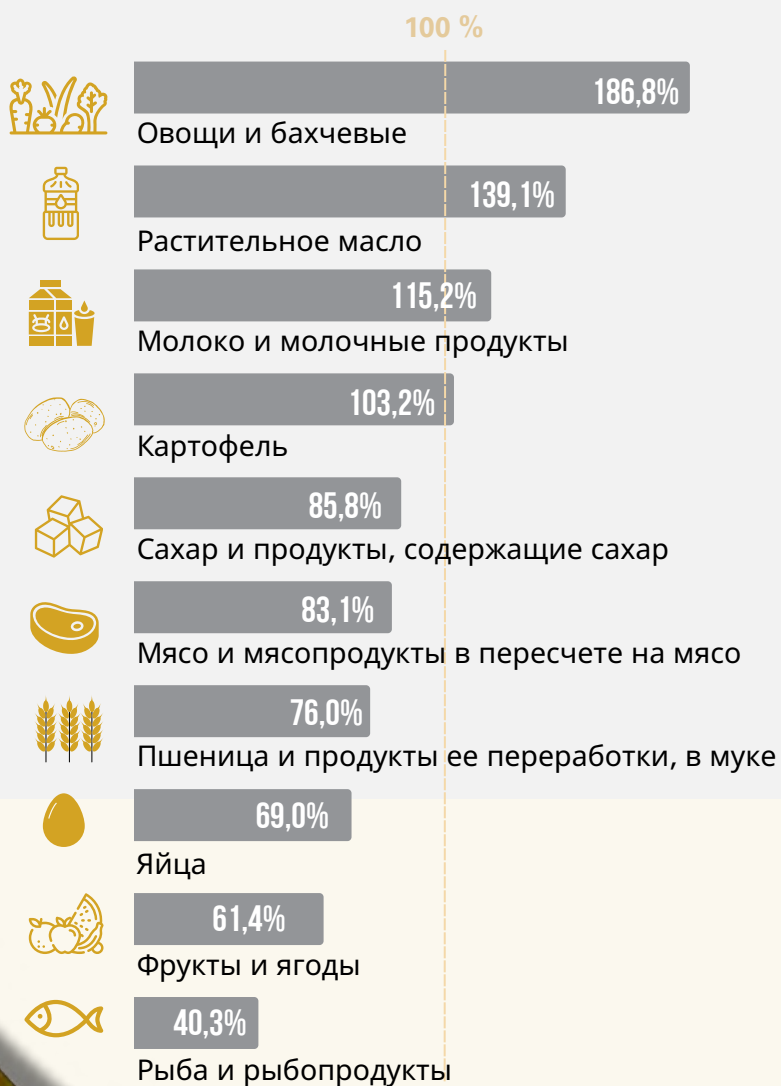 100 %
186,8%
Овощи и бахчевые
139,1%
Растительное масло
115,2%
Молоко и молочные продукты
103,2%
Картофель
85,8%
Сахар и продукты, содержащие сахар
83,1%
Мясо и мясопродукты в пересчете на мясо
76,0%
Пшеница и продукты ее переработки, в муке
69,0%
Яйца
61,4%
Фрукты и ягоды
40,3%
Рыба и рыбопродукты